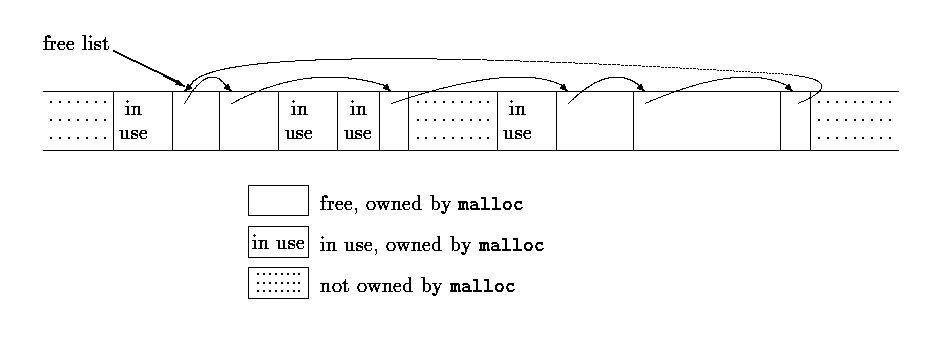 free list
in
use
in
use
in
use
in
use
free, owned by malloc
in use
in use, owned by malloc
not owned by malloc